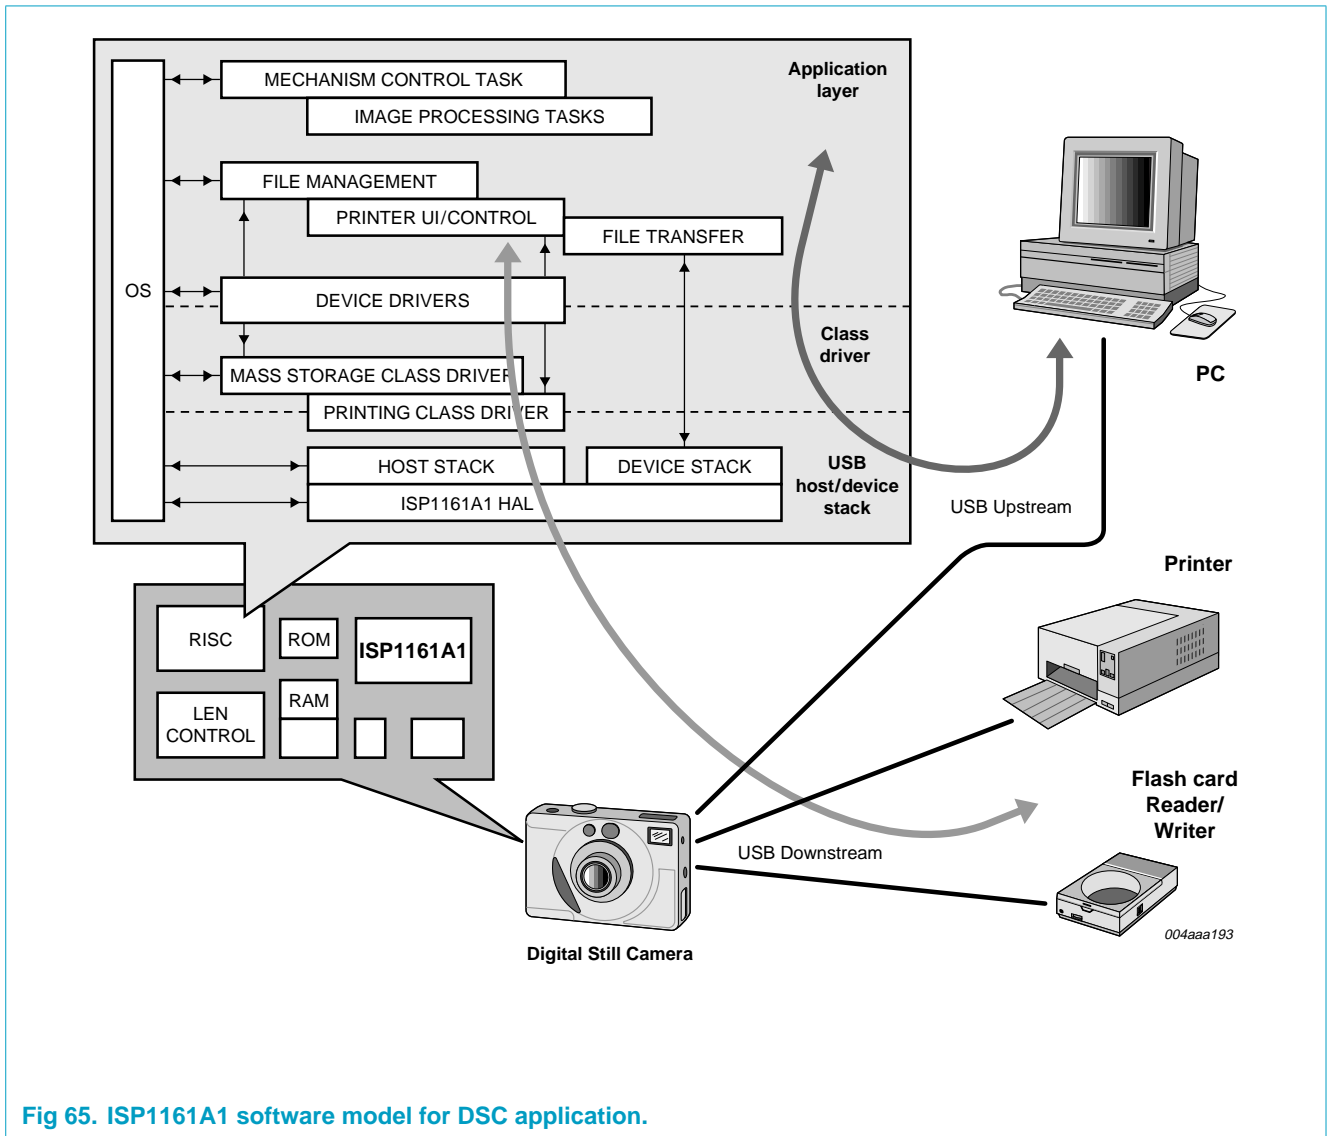 MECHANISM CONTROL TASK
IMAGE PROCESSING TASKS
Application
layer
FILE MANAGEMENT
PRINTER UI/CONTROL
FILE TRANSFER
OS
DEVICE DRIVERS
Class
driver
MASS STORAGE CLASS DRIVER
PRINTING CLASS DRIVER
HOST STACK
DEVICE STACK
USB
host/device
stack
ISP1161A1 HAL
PC
USB Upstream
Printer
RISC
ROM
ISP1161A1
LEN
CONTROL
RAM
Flash card
Reader/
Writer
USB Downstream
Digital Still Camera
004aaa193
Fig 65. ISP1161A1 software model for DSC application.